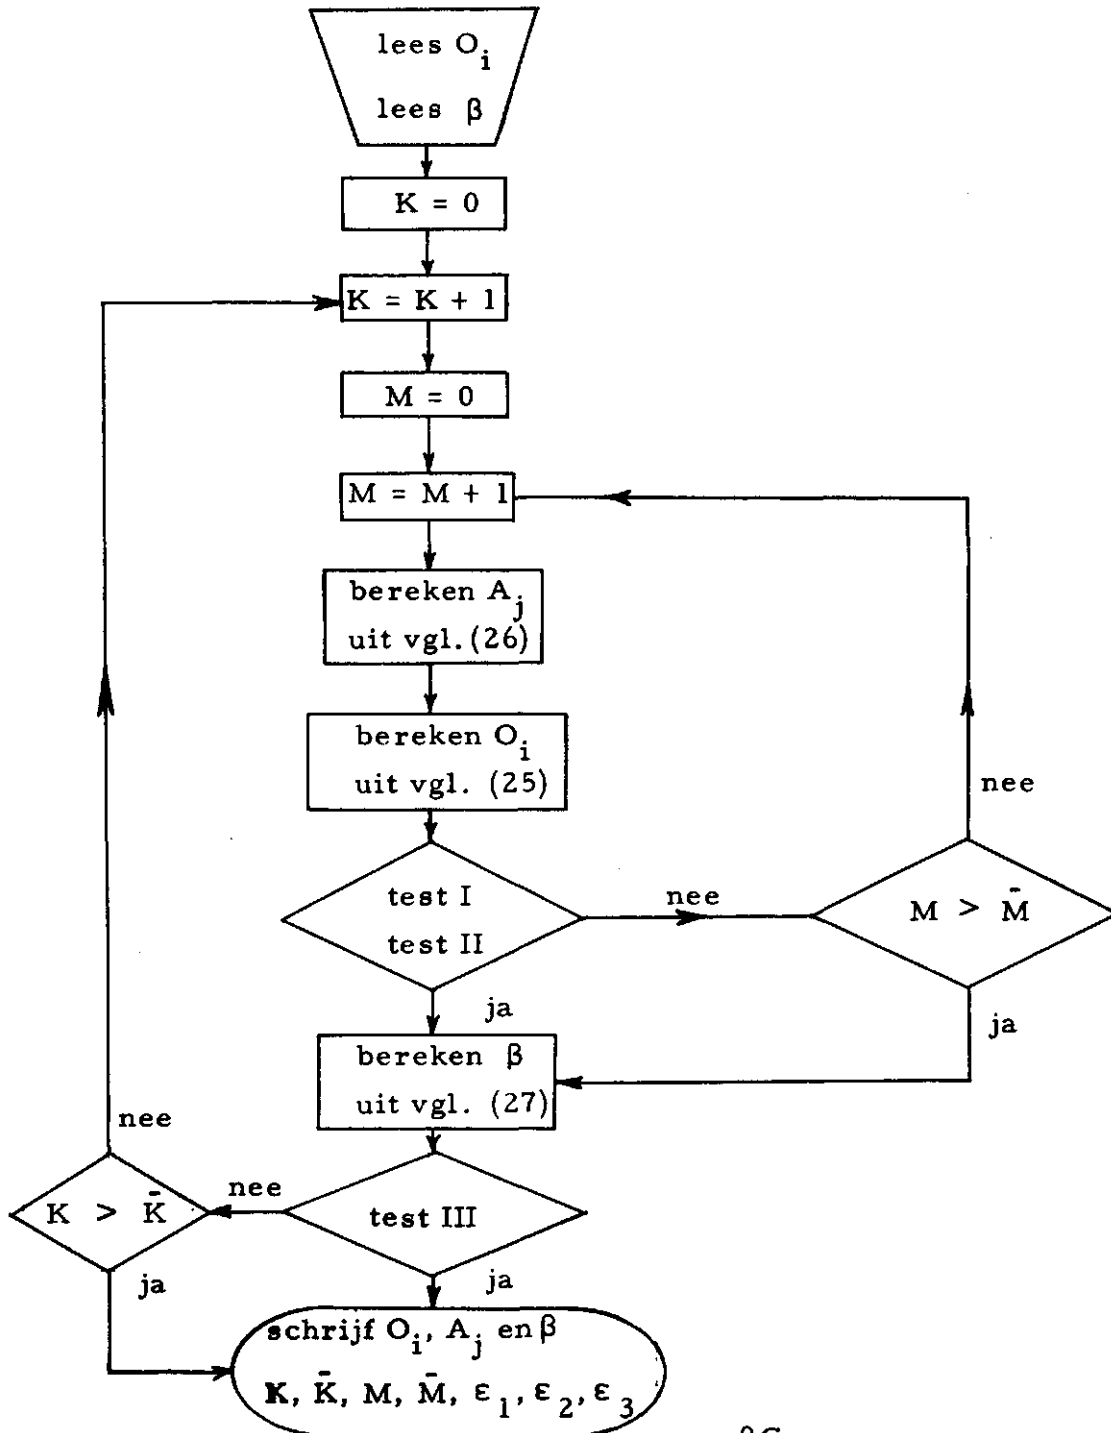 lees O_i
lees β
K = 0
K = K + 1
M = 0
M = M + 1
bereken A_j
uit vgl. (26)
bereken O_i
uit vgl. (25)
nee
test I
test II
nee
M > M̄
ja
ja
bereken β
uit vgl. (27)
nee
nee
K > K̄
test III
ja
ja
schrijf O_i, A_j en β
K, K̄, M, M̄, ε_1, ε_2, ε_3